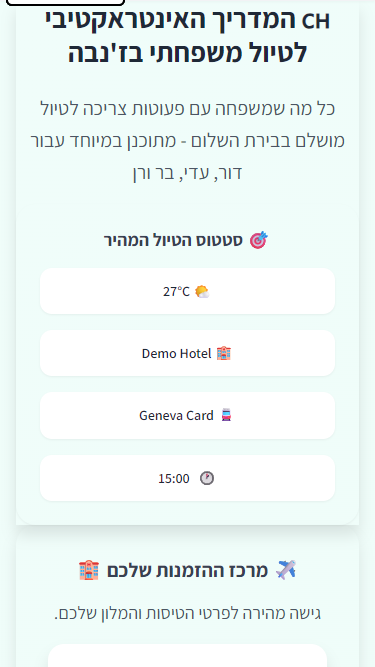 CH המדריך האינטראקטיבי
לטיול משפחתי בז'נבה
כל מה שמשפחה עם פעוטות צריכה לטיול
מושלם בבירת השלום - מתוכנן במיוחד עבור
דור, עדי, בר ורן
🎯 סטטוס הטיול המהיר
🌤️ 27°C
🏨 Demo Hotel
🚊 Geneva Card
🕐 15:00
✈️ מרכז ההזמנות שלכם 🏨
גישה מהירה לפרטי הטיסות והמלון שלכם.